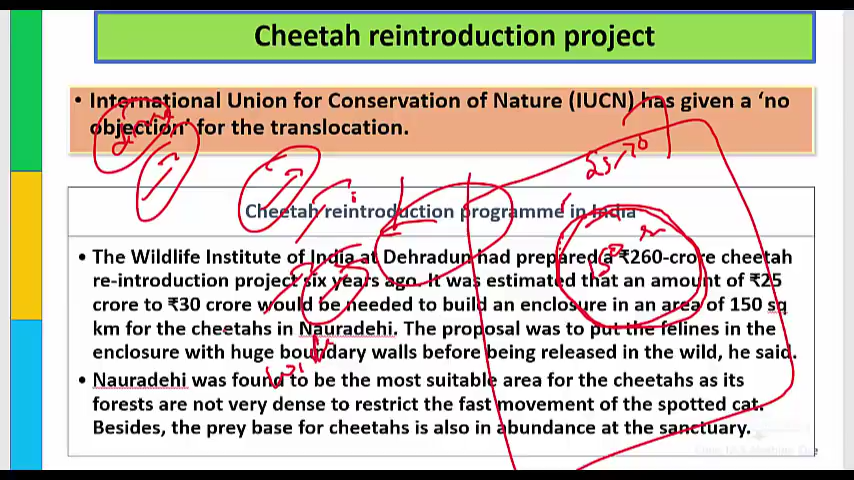 Cheetah reintroduction project
• International Union for Conservation of Nature (IUCN) has given a ‘no
objection’ for the translocation.
Cheetah reintroduction programme in India
• The Wildlife Institute of India at Dehradun had prepared a ₹260-crore cheetah
re-introduction project six years ago. It was estimated that an amount of ₹25
crore to ₹30 crore would be needed to build an enclosure in an area of 150 sq
km for the cheetahs in Nauradehi. The proposal was to put the felines in the
enclosure with huge boundary walls before being released in the wild, he said.
• Nauradehi was found to be the most suitable area for the cheetahs as its
forests are not very dense to restrict the fast movement of the spotted cat.
Besides, the prey base for cheetahs is also in abundance at the sanctuary.